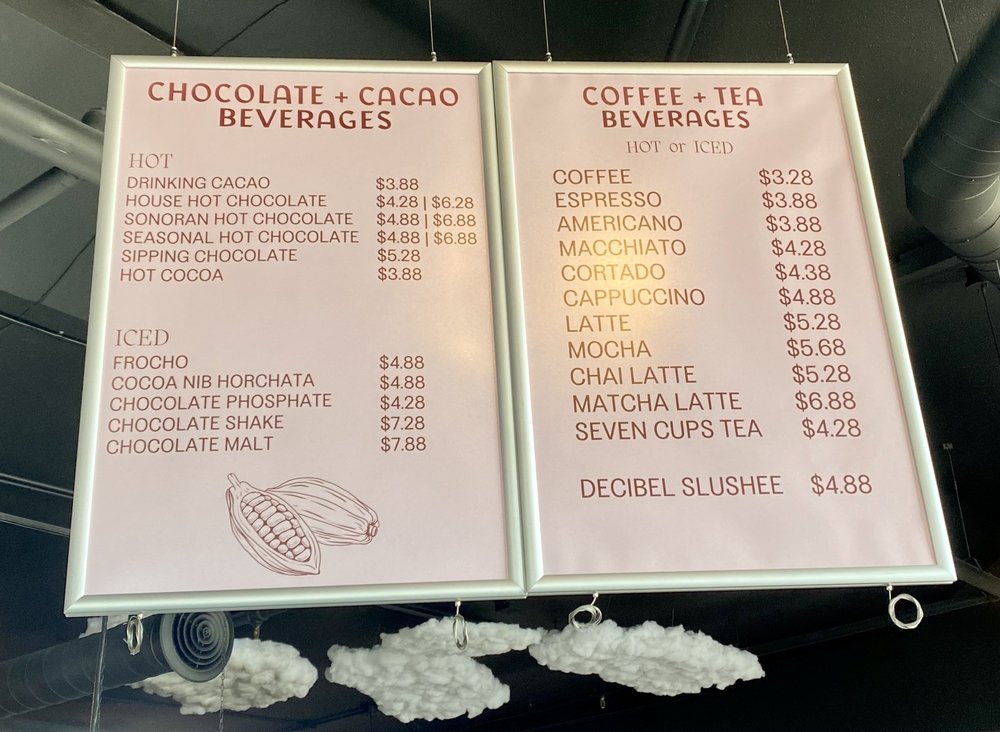 CHOCOLATE + CACAO
BEVERAGES
HOT
DRINKING CACAO $3.88
HOUSE HOT CHOCOLATE $4.28 | $6.28
SONORAN HOT CHOCOLATE $4.88 | $6.88
SEASONAL HOT CHOCOLATE $4.88 | $6.88
SIPPING CHOCOLATE $5.28
HOT COCOA $3.88
ICED
FROCHO $4.88
COCOA NIB HORCHATA $4.88
CHOCOLATE PHOSPHATE $4.28
CHOCOLATE SHAKE $7.28
CHOCOLATE MALT $7.88
COFFEE + TEA
BEVERAGES
HOT or ICED
COFFEE $3.28
ESPRESSO $3.88
AMERICANO $3.88
MACCHIATO $4.28
CORTADO $4.38
CAPPUCCINO $4.88
LATTE $5.28
MOCHA $5.68
CHAI LATTE $5.28
MATCHA LATTE $6.88
SEVEN CUPS TEA $4.28
DECIBEL SLUSHEE $4.88